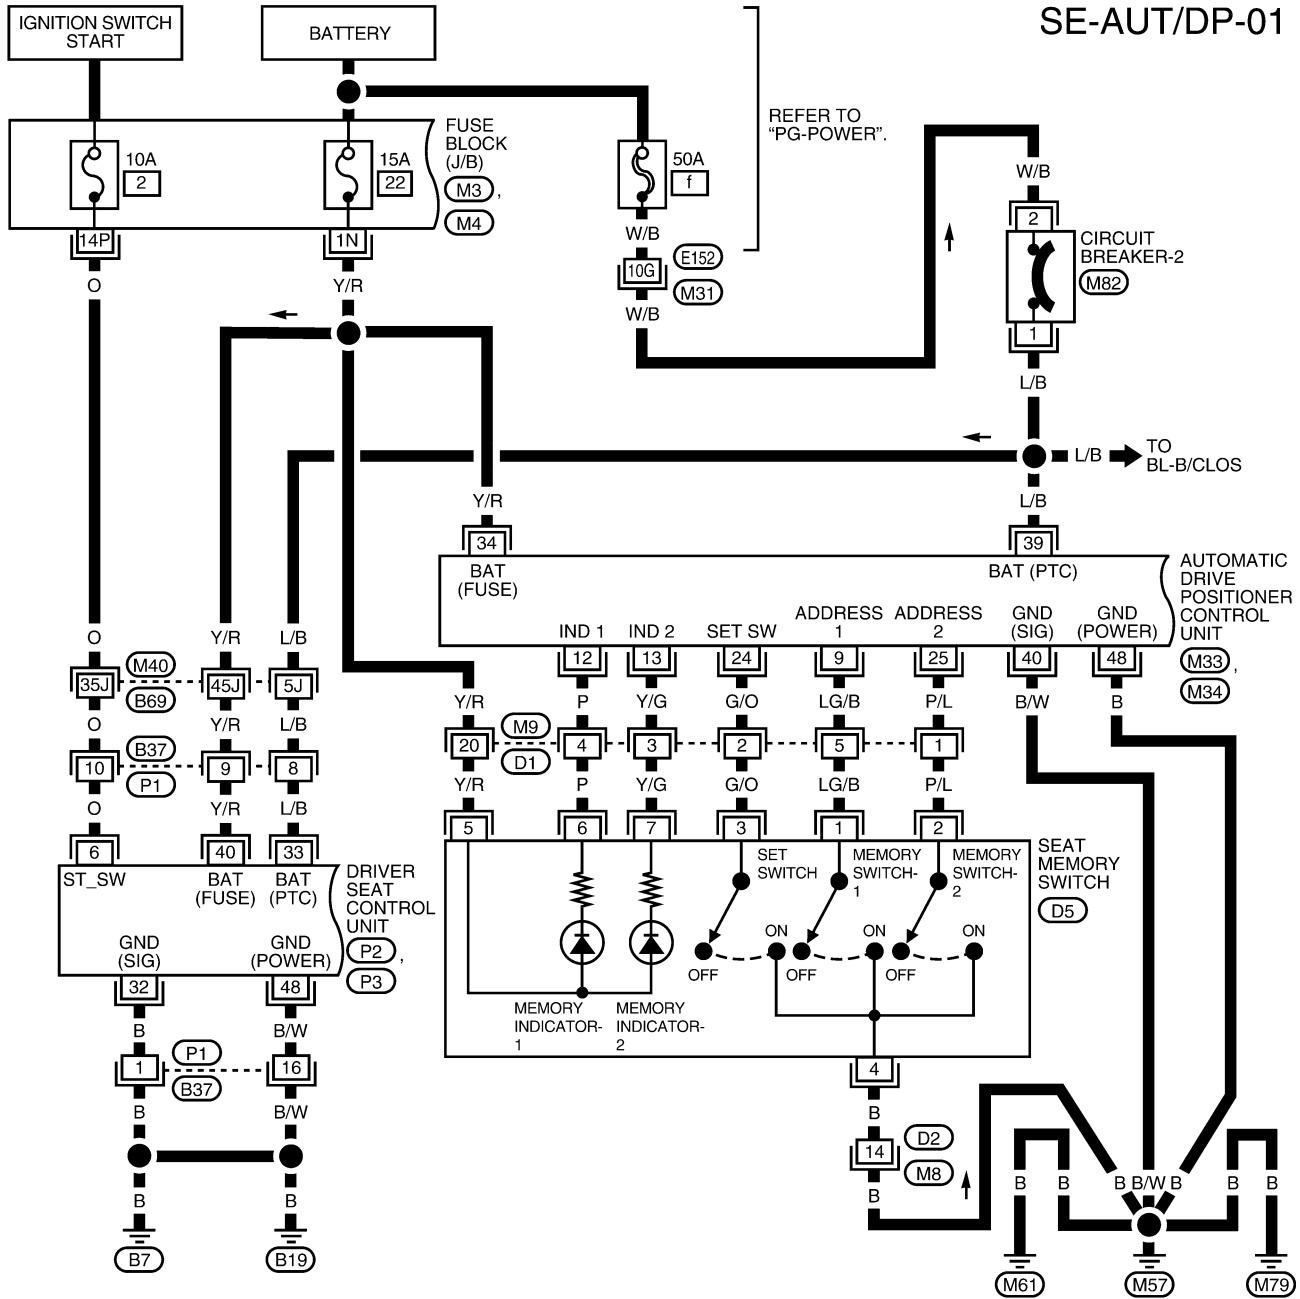 SE-AUT/DP-01
IGNITION SWITCH
START
BATTERY
REFER TO
“PG-POWER”.
FUSE
BLOCK
(J/B)
M3 ,
M4
10A
2
15A
22
50A
f
W/B
W/B
2
CIRCUIT
BREAKER-2
M82
1
14P
1N
10G
E152
M31
O
Y/R
W/B
L/B
L/B
TO
BL-B/CLOS
Y/R
L/B
34
39
BAT
(FUSE)
BAT (PTC)
AUTOMATIC
DRIVE
POSITIONER
CONTROL
UNIT
M33 ,
M34
IND 1
IND 2
SET SW
ADDRESS
1
ADDRESS
2
GND
(SIG)
GND
(POWER)
12
13
24
9
25
40
48
O
Y/R
L/B
35J
M40
B69
45J
5J
Y/R
P
Y/G
G/O
LG/B
P/L
B/W
B
O
Y/R
L/B
20
M9
D1
4
3
2
5
1
10
B37
P1
9
8
Y/R
P
Y/G
G/O
LG/B
P/L
O
Y/R
L/B
5
6
7
3
1
2
6
40
33
ST_SW
BAT
(FUSE)
BAT
(PTC)
DRIVER
SEAT
CONTROL
UNIT
P2 ,
P3
GND
(SIG)
GND
(POWER)
32
48
SET
SWITCH
MEMORY
SWITCH-
1
MEMORY
SWITCH-
2
SEAT
MEMORY
SWITCH
D5
ON
ON
ON
OFF
OFF
OFF
MEMORY
INDICATOR-
1
MEMORY
INDICATOR-
2
B
B/W
1
P1
B37
16
B
B/W
4
B
14
D2
M8
B
B
B
B7
B19
B
B
B
B/W
B
B
B
M61
M57
M79